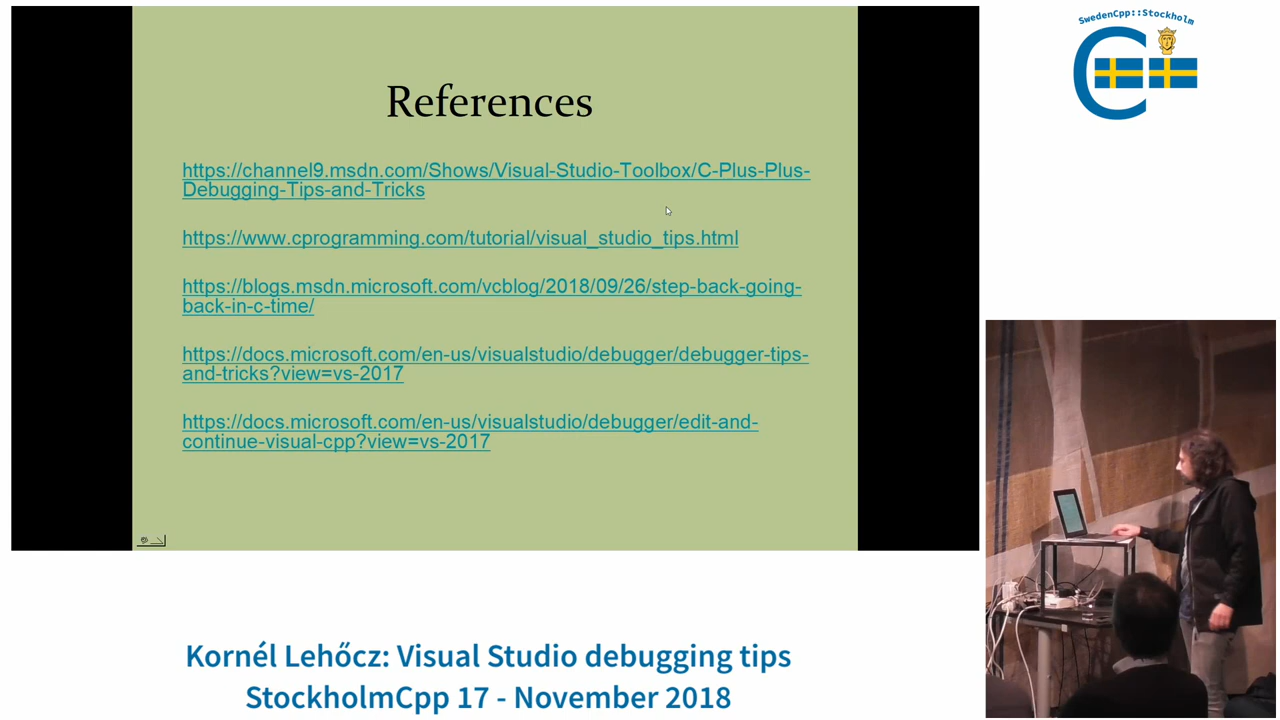 SwedenCpp::Stockholm
References
https://channel9.msdn.com/Shows/Visual-Studio-Toolbox/C-Plus-Plus-
Debugging-Tips-and-Tricks
https://www.cprogramming.com/tutorial/visual_studio_tips.html
https://blogs.msdn.microsoft.com/vcblog/2018/09/26/step-back-going-
back-in-c-time/
https://docs.microsoft.com/en-us/visualstudio/debugger/debugger-tips-
and-tricks?view=vs-2017
https://docs.microsoft.com/en-us/visualstudio/debugger/edit-and-
continue-visual-cpp?view=vs-2017
Kornél Lehőcz: Visual Studio debugging tips
StockholmCpp 17 - November 2018